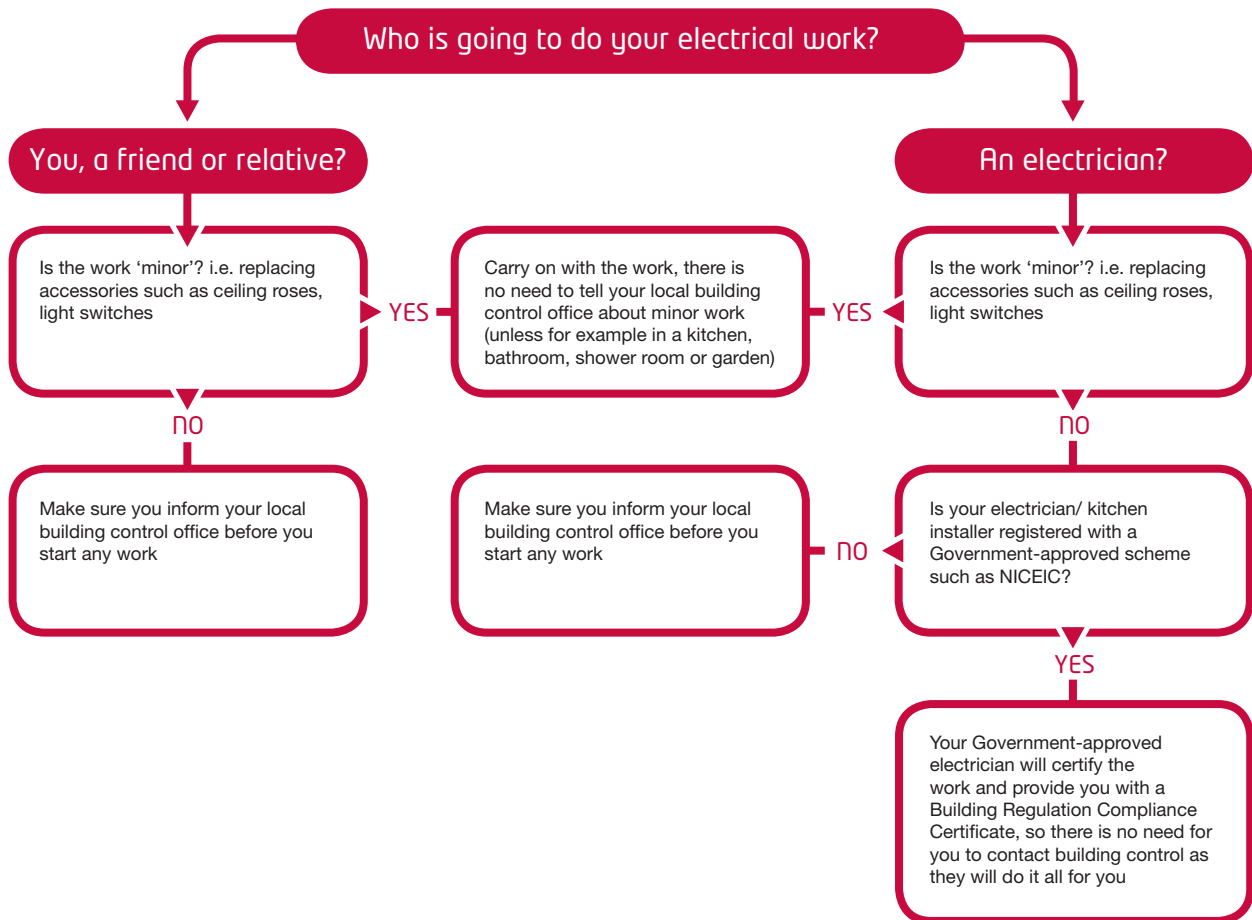 Who is going to do your electrical work?
You, a friend or relative?
An electrician?
Is the work ‘minor’? i.e. replacing
accessories such as ceiling roses,
light switches
YES
Carry on with the work, there is
no need to tell your local building
control office about minor work
(unless for example in a kitchen,
bathroom, shower room or garden)
YES
Is the work ‘minor’? i.e. replacing
accessories such as ceiling roses,
light switches
NO
NO
Make sure you inform your local
building control office before you
start any work
Make sure you inform your local
building control office before you
start any work
NO
Is your electrician/ kitchen
installer registered with a
Government-approved scheme
such as NICEIC?
YES
Your Government-approved
electrician will certify the
work and provide you with a
Building Regulation Compliance
Certificate, so there is no need for
you to contact building control as
they will do it all for you